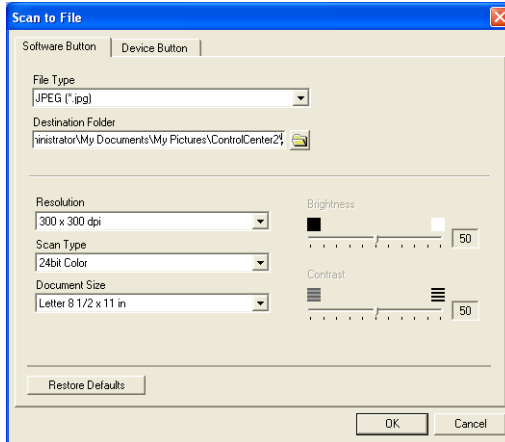 Scan to File
Software Button
Device Button
File Type
JPEG (*.jpg)
Destination Folder
inistrator\My Documents\My Pictures\ControlCenter2\
Resolution
300 x 300 dpi
Scan Type
24bit Color
Document Size
Letter 8 1/2 x 11 in
Brightness
50
Contrast
50
Restore Defaults
OK
Cancel